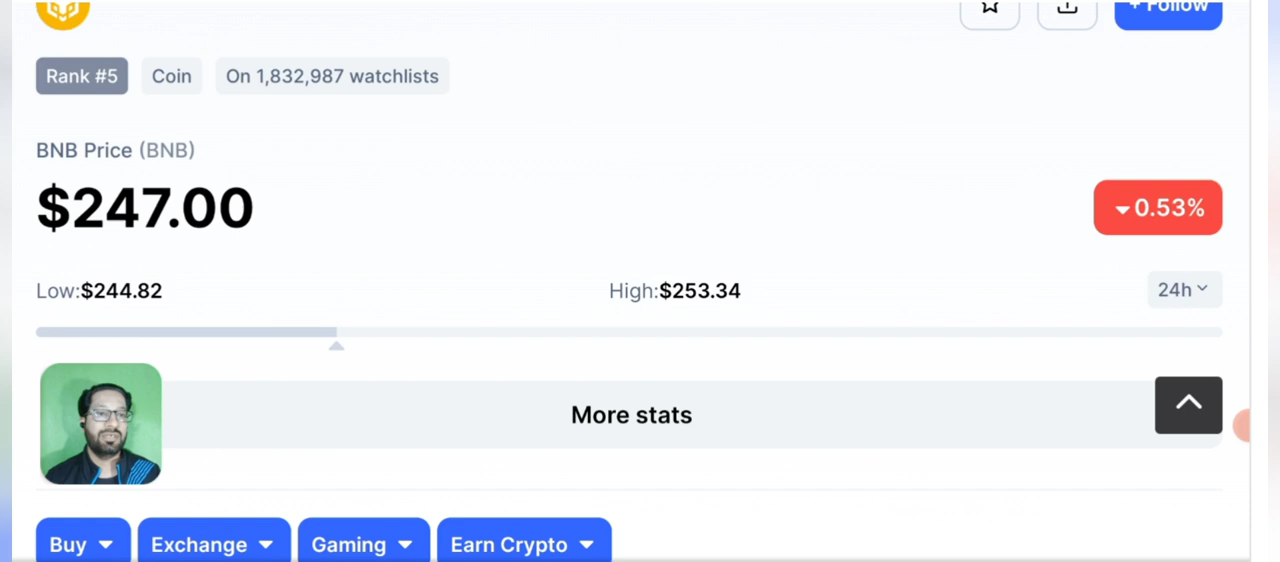 + Follow
Rank #5 Coin On 1,832,987 watchlists
BNB Price (BNB)
$247.00 0.53%
Low:$244.82 High:$253.34 24h
More stats
Buy Exchange Gaming Earn Crypto